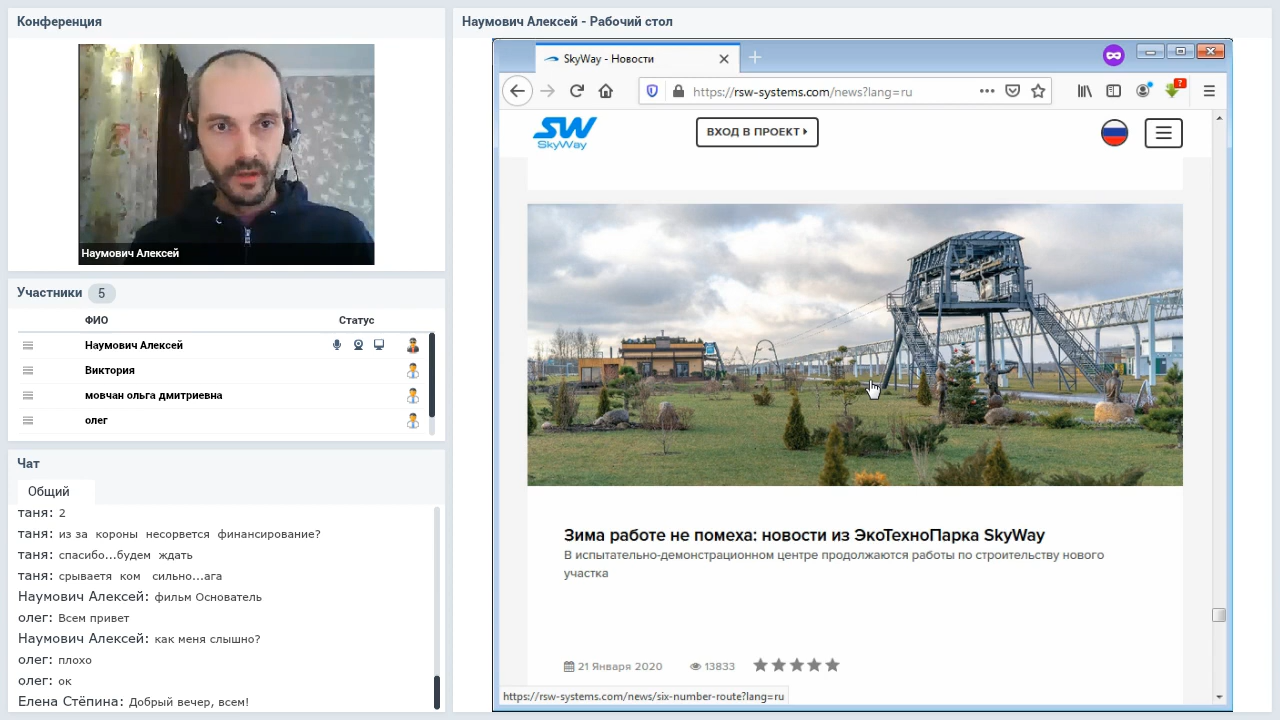 Конференция
Наумович Алексей
Участники 5
ФИО Статус
Наумович Алексей
Виктория
мовчан ольга дмитриевна
олег
Чат
Общий
таня: 2
таня: из за короны несорвется финансирование?
таня: спасибо...будем ждать
таня: срываетя ком сильно...ага
Наумович Алексей: фильм Основатель
олег: Всем привет
Наумович Алексей: как меня слышно?
олег: плохо
олег: ок
Елена Стёпина: Добрый вечер, всем!
Наумович Алексей - Рабочий стол
SkyWay - Новости
https://rsw-systems.com/news?lang=ru
?
SW
SkyWay
ВХОД В ПРОЕКТ
Зима работе не помеха: новости из ЭкоТехноПарка SkyWay
В испытательно-демонстрационном центре продолжаются работы по строительству нового
участка
21 Января 2020 13833
https://rsw-systems.com/news/six-number-route?lang=ru